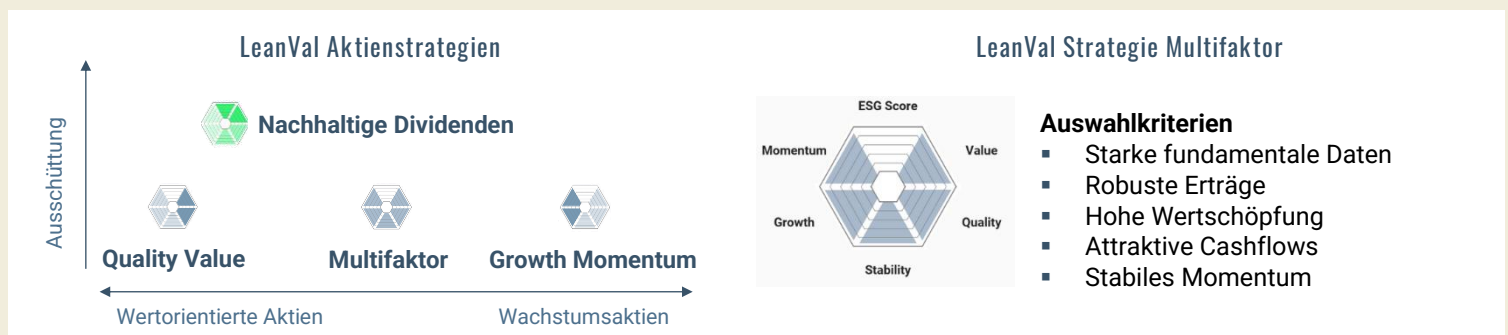 LeanVal Aktienstrategien
Ausschüttung
Nachhaltige Dividenden
Quality Value
Multifaktor
Growth Momentum
Wertorientierte Aktien
Wachstumsaktien
LeanVal Strategie Multifaktor
ESG Score
Momentum
Value
Growth
Quality
Stability
Auswahlkriterien
▪ Starke fundamentale Daten
▪ Robuste Erträge
▪ Hohe Wertschöpfung
▪ Attraktive Cashflows
▪ Stabiles Momentum